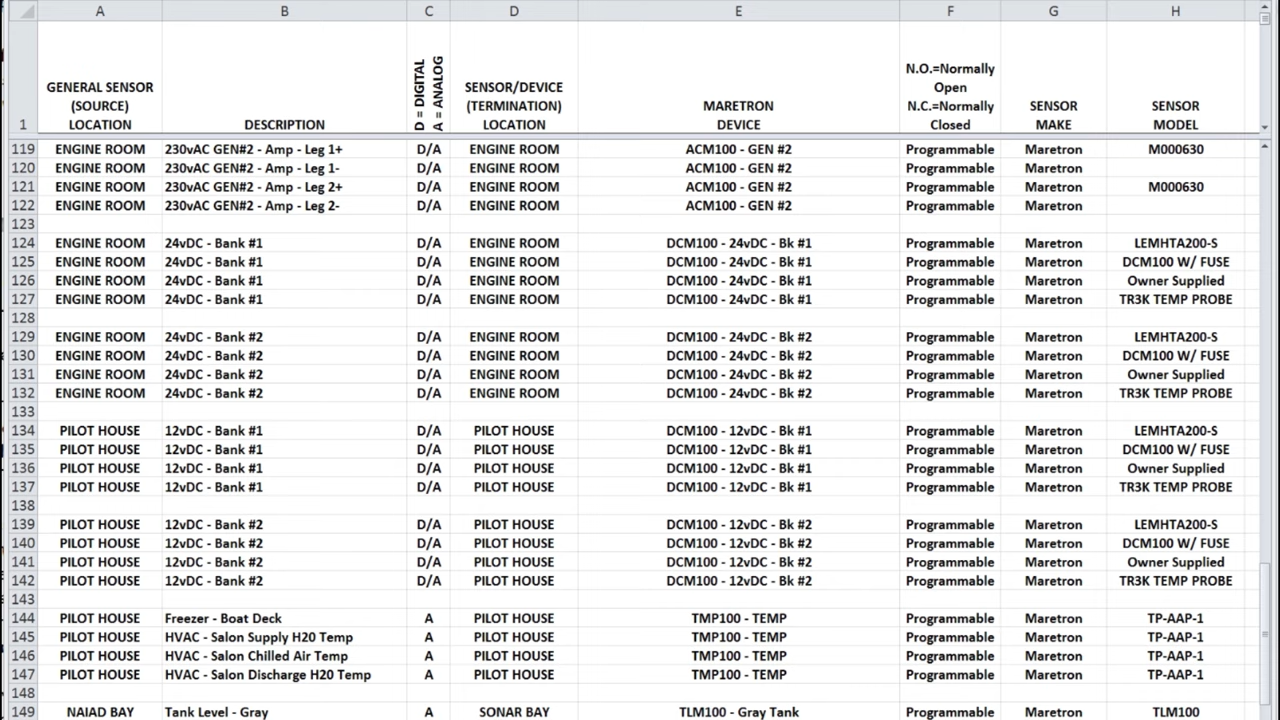 A B C D E F G H
1 GENERAL SENSOR (SOURCE) LOCATION DESCRIPTION D = DIGITAL A = ANALOG SENSOR/DEVICE (TERMINATION) LOCATION MARETRON DEVICE N.O.=Normally Open N.C.=Normally Closed SENSOR MAKE SENSOR MODEL
119 ENGINE ROOM 230vAC GEN#2 - Amp - Leg 1+ D/A ENGINE ROOM ACM100 - GEN #2 Programmable Maretron M000630
120 ENGINE ROOM 230vAC GEN#2 - Amp - Leg 1- D/A ENGINE ROOM ACM100 - GEN #2 Programmable Maretron
121 ENGINE ROOM 230vAC GEN#2 - Amp - Leg 2+ D/A ENGINE ROOM ACM100 - GEN #2 Programmable Maretron M000630
122 ENGINE ROOM 230vAC GEN#2 - Amp - Leg 2- D/A ENGINE ROOM ACM100 - GEN #2 Programmable Maretron
123
124 ENGINE ROOM 24vDC - Bank #1 D/A ENGINE ROOM DCM100 - 24vDC - Bk #1 Programmable Maretron LEMHTA200-S
125 ENGINE ROOM 24vDC - Bank #1 D/A ENGINE ROOM DCM100 - 24vDC - Bk #1 Programmable Maretron DCM100 W/ FUSE
126 ENGINE ROOM 24vDC - Bank #1 D/A ENGINE ROOM DCM100 - 24vDC - Bk #1 Programmable Maretron Owner Supplied
127 ENGINE ROOM 24vDC - Bank #1 D/A ENGINE ROOM DCM100 - 24vDC - Bk #1 Programmable Maretron TR3K TEMP PROBE
128
129 ENGINE ROOM 24vDC - Bank #2 D/A ENGINE ROOM DCM100 - 24vDC - Bk #2 Programmable Maretron LEMHTA200-S
130 ENGINE ROOM 24vDC - Bank #2 D/A ENGINE ROOM DCM100 - 24vDC - Bk #2 Programmable Maretron DCM100 W/ FUSE
131 ENGINE ROOM 24vDC - Bank #2 D/A ENGINE ROOM DCM100 - 24vDC - Bk #2 Programmable Maretron Owner Supplied
132 ENGINE ROOM 24vDC - Bank #2 D/A ENGINE ROOM DCM100 - 24vDC - Bk #2 Programmable Maretron TR3K TEMP PROBE
133
134 PILOT HOUSE 12vDC - Bank #1 D/A PILOT HOUSE DCM100 - 12vDC - Bk #1 Programmable Maretron LEMHTA200-S
135 PILOT HOUSE 12vDC - Bank #1 D/A PILOT HOUSE DCM100 - 12vDC - Bk #1 Programmable Maretron DCM100 W/ FUSE
136 PILOT HOUSE 12vDC - Bank #1 D/A PILOT HOUSE DCM100 - 12vDC - Bk #1 Programmable Maretron Owner Supplied
137 PILOT HOUSE 12vDC - Bank #1 D/A PILOT HOUSE DCM100 - 12vDC - Bk #1 Programmable Maretron TR3K TEMP PROBE
138
139 PILOT HOUSE 12vDC - Bank #2 D/A PILOT HOUSE DCM100 - 12vDC - Bk #2 Programmable Maretron LEMHTA200-S
140 PILOT HOUSE 12vDC - Bank #2 D/A PILOT HOUSE DCM100 - 12vDC - Bk #2 Programmable Maretron DCM100 W/ FUSE
141 PILOT HOUSE 12vDC - Bank #2 D/A PILOT HOUSE DCM100 - 12vDC - Bk #2 Programmable Maretron Owner Supplied
142 PILOT HOUSE 12vDC - Bank #2 D/A PILOT HOUSE DCM100 - 12vDC - Bk #2 Programmable Maretron TR3K TEMP PROBE
143
144 PILOT HOUSE Freezer - Boat Deck A PILOT HOUSE TMP100 - TEMP Programmable Maretron TP-AAP-1
145 PILOT HOUSE HVAC - Salon Supply H20 Temp A PILOT HOUSE TMP100 - TEMP Programmable Maretron TP-AAP-1
146 PILOT HOUSE HVAC - Salon Chilled Air Temp A PILOT HOUSE TMP100 - TEMP Programmable Maretron TP-AAP-1
147 PILOT HOUSE HVAC - Salon Discharge H20 Temp A PILOT HOUSE TMP100 - TEMP Programmable Maretron TP-AAP-1
148
149 NAIAD BAY Tank Level - Gray A SONAR BAY TLM100 - Gray Tank Programmable Maretron TLM100